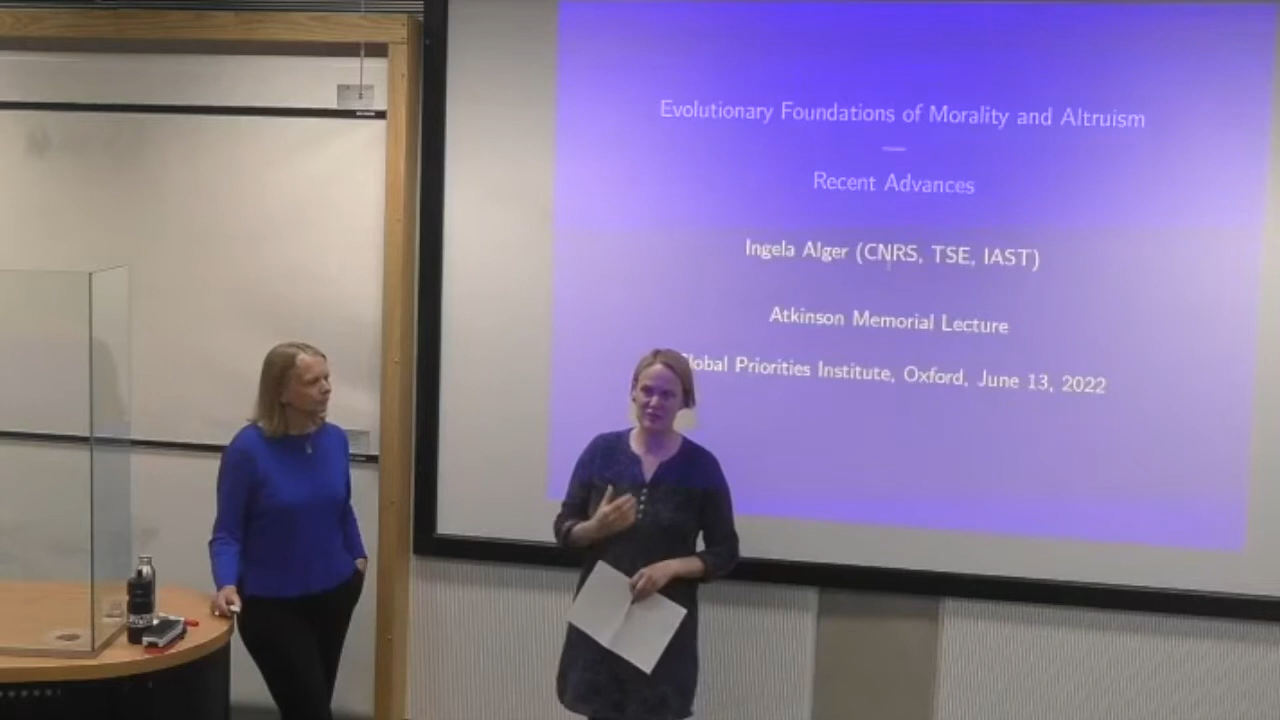 Evolutionary Foundations of Morality and Altruism
—
Recent Advances
Ingela Alger (CNRS, TSE, IAST)
Atkinson Memorial Lecture
Global Priorities Institute, Oxford, June 13, 2022